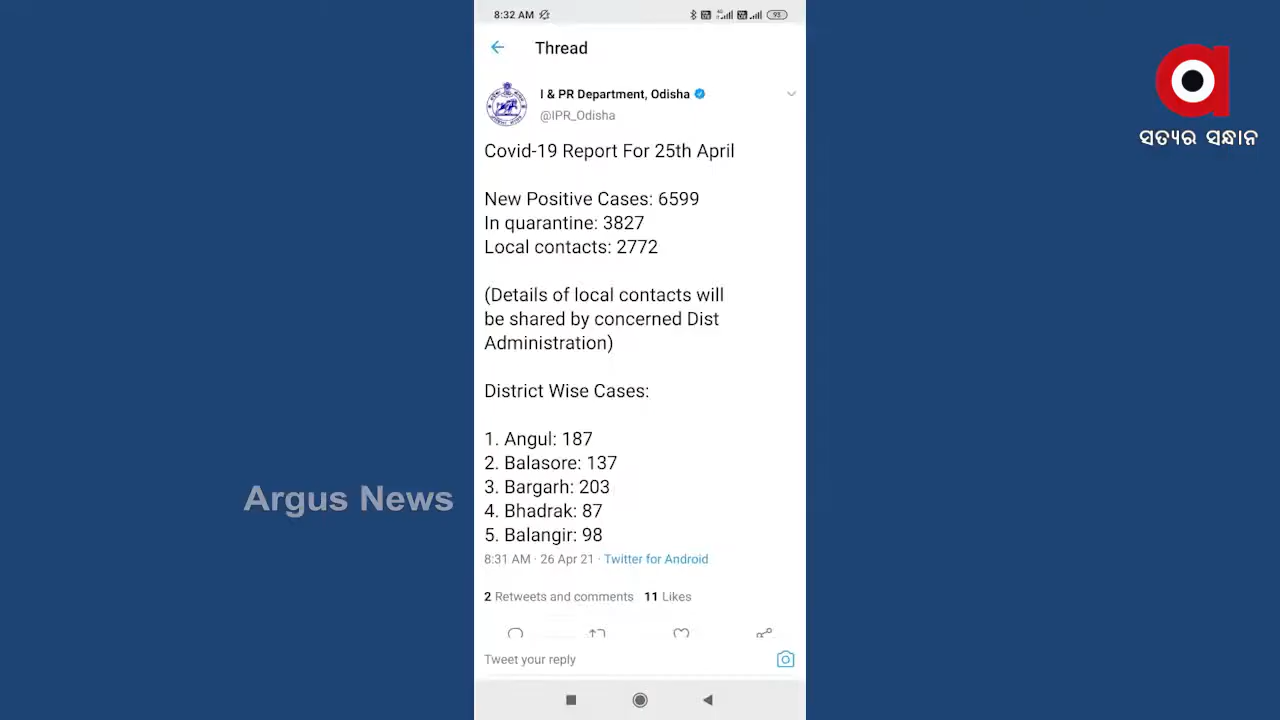 8:32 AM
93
Thread
I & PR Department, Odisha
@IPR_Odisha
Covid-19 Report For 25th April
New Positive Cases: 6599
In quarantine: 3827
Local contacts: 2772
(Details of local contacts will
be shared by concerned Dist
Administration)
District Wise Cases:
1. Angul: 187
2. Balasore: 137
3. Bargarh: 203
4. Bhadrak: 87
5. Balangir: 98
8:31 AM · 26 Apr 21 · Twitter for Android
2 Retweets and comments 11 Likes
Tweet your reply
Argus News
ସତ୍ୟର ସନ୍ଧାନ